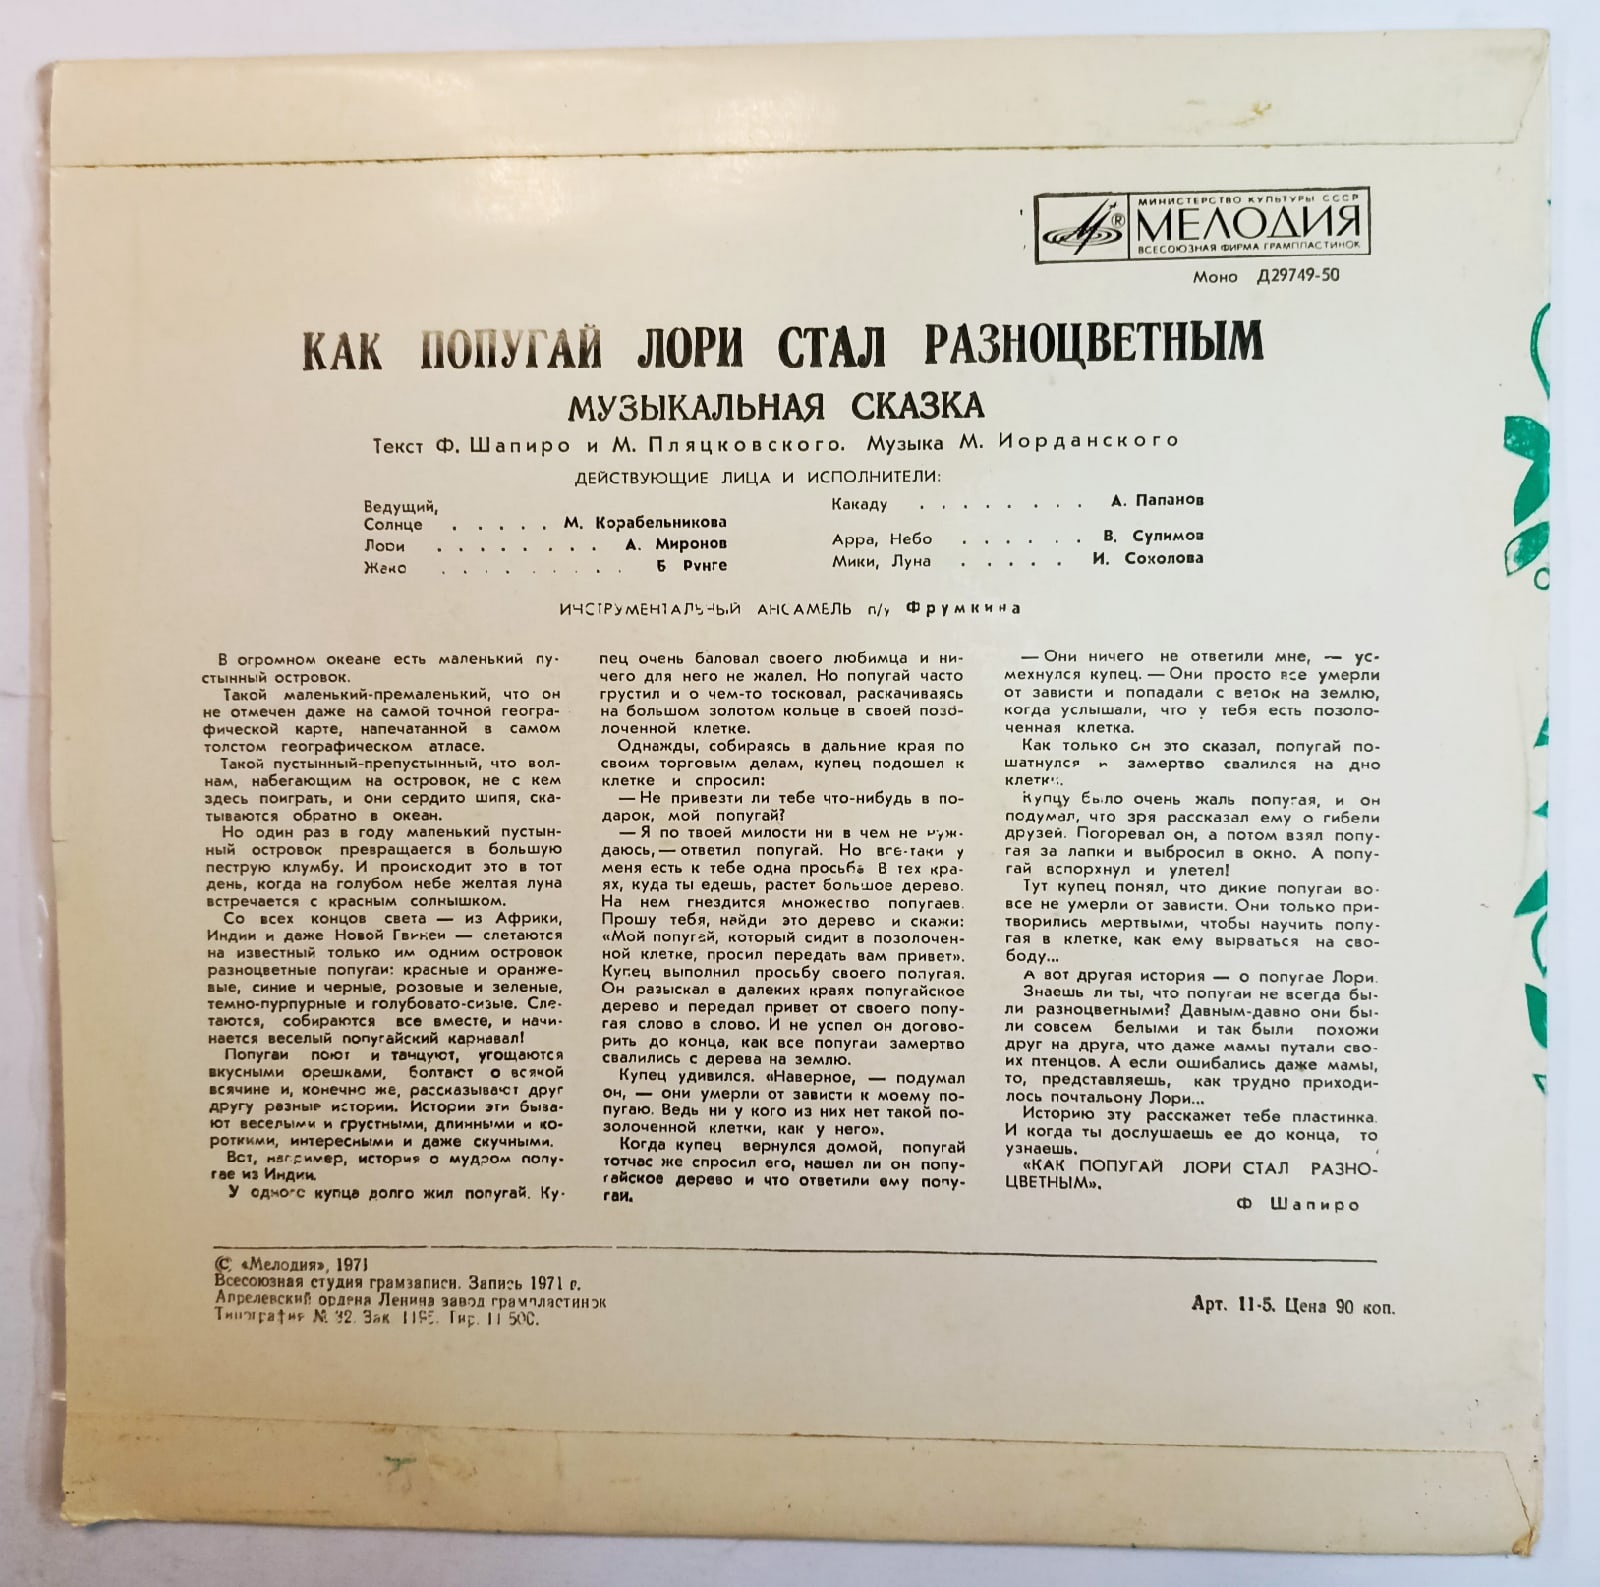 МИНИСТЕРСТВО КУЛЬТУРЫ СССР
МЕЛОДИЯ
ВСЕСОЮЗНАЯ ФИРМА ГРАМПЛАСТИНОК
Моно Д29749-50
КАК ПОПУГАЙ ЛОРИ СТАЛ РАЗНОЦВЕТНЫМ
МУЗЫКАЛЬНАЯ СКАЗКА
Текст Ф. Шапиро и М. Пляцковского. Музыка М. Иорданского
ДЕЙСТВУЮЩИЕ ЛИЦА И ИСПОЛНИТЕЛИ:
Ведущий,
Солнце . . . . . М. Корабельникова
Лори . . . . . . . . А. Миронов
Жако . . . . . . . . . Б Рунге
Какаду . . . . . . . . А. Папанов
Арра, Небо . . . . . . В. Сулимов
Мики, Луна . . . . . И. Соколова
ИНСТРУМЕНТАЛЬНЫЙ АНСАМБЛЬ п/у Фрумкина
В огромном океане есть маленький пу-
стынный островок.
Такой маленький-премаленький, что он
не отмечен даже на самой точной геогра-
фической карте, напечатанной в самом
толстом географическом атласе.
Такой пустынный-препустынный, что вол-
нам, набегающим на островок, не с кем
здесь поиграть, и они сердито шипя, ска-
тываются обратно в океан.
Но один раз в году маленький пустын-
ный островок превращается в большую
пеструю клумбу. И происходит это в тот
день, когда на голубом небе желтая луна
встречается с красным солнышком.
Со всех концов света — из Африки,
Индии и даже Новой Гвинеи — слетаются
на известный только им одним островок
разноцветные попугаи: красные и оранже-
вые, синие и черные, розовые и зеленые,
темно-пурпурные и голубовато-сизые. Сле-
таются, собираются все вместе, и начи-
нается веселый попугайский карнавал!
Попугаи поют и танцуют, угощаются
вкусными орешками, болтают о всякой
всячине и, конечно же, рассказывают друг
другу разные истории. Истории эти быва-
ют веселыми и грустными, длинными и ко-
роткими, интересными и даже скучными.
Вот, например, история о мудром попу-
гае из Индии.
У одного купца долго жил попугай. Ку-
пец очень баловал своего любимца и ни-
чего для него не жалел. Но попугай часто
грустил и о чем-то тосковал, раскачиваясь
на большом золотом кольце в своей позо-
лоченной клетке.
Однажды, собираясь в дальние края по
своим торговым делам, купец подошел к
клетке и спросил:
— Не привезти ли тебе что-нибудь в по-
дарок, мой попугай?
— Я по твоей милости ни в чем не нуж-
даюсь, — ответил попугай. Но все-таки у
меня есть к тебе одна просьба В тех кра-
ях, куда ты едешь, растет большое дерево.
На нем гнездится множество попугаев.
Прошу тебя, найди это дерево и скажи:
«Мой попугай, который сидит в позолочен-
ной клетке, просил передать вам привет».
Купец выполнил просьбу своего попугая.
Он разыскал в далеких краях попугайское
дерево и передал привет от своего попу-
гая слово в слово. И не успел он догово-
рить до конца, как все попугаи замертво
свалились с дерева на землю.
Купец удивился. «Наверное, — подумал
он, — они умерли от зависти к моему по-
пугаю. Ведь ни у кого из них нет такой по-
золоченной клетки, как у него».
Когда купец вернулся домой, попугай
тотчас же спросил его, нашел ли он попу-
гайское дерево и что ответили ему попу-
гаи.
— Они ничего не ответили мне, — ус-
мехнулся купец. — Они просто все умерли
от зависти и попадали с веток на землю,
когда услышали, что у тебя есть позоло-
ченная клетка.
Как только он это сказал, попугай по-
шатнулся и замертво свалился на дно
клетки.
Купцу было очень жаль попугая, и он
подумал, что зря рассказал ему о гибели
друзей. Погоревал он, а потом взял попу-
гая за лапки и выбросил в окно. А попу-
гай вспорхнул и улетел!
Тут купец понял, что дикие попугаи во-
все не умерли от зависти. Они только при-
творились мертвыми, чтобы научить попу-
гая в клетке, как ему вырваться на сво-
боду...
А вот другая история — о попугае Лори.
Знаешь ли ты, что попугаи не всегда бы-
ли разноцветными? Давным-давно они бы-
ли совсем белыми и так были похожи
друг на друга, что даже мамы путали сво-
их птенцов. А если ошибались даже мамы,
то, представляешь, как трудно приходи-
лось почтальону Лори...
Историю эту расскажет тебе пластинка.
И когда ты дослушаешь ее до конца, то
узнаешь.
«КАК ПОПУГАЙ ЛОРИ СТАЛ РАЗНО-
ЦВЕТНЫМ».
Ф Шапиро
© «Мелодия», 1971
Всесоюзная студия грамзаписи. Запись 1971 г.
Апрелевский ордена Ленина завод грампластинок
Типография № 32. Зак. Тир. 11 500.
Арт. 11-5. Цена 90 коп.